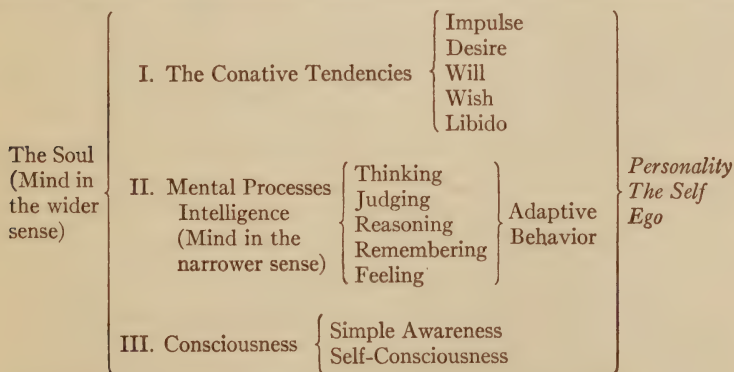 The Soul
(Mind in
the wider
sense)
I. The Conative Tendencies
Impulse
Desire
Will
Wish
Libido
II. Mental Processes
Intelligence
(Mind in the
narrower sense)
Thinking
Judging
Reasoning
Remembering
Feeling
Adaptive
Behavior
III. Consciousness
Simple Awareness
Self-Consciousness
Personality
The Self
Ego